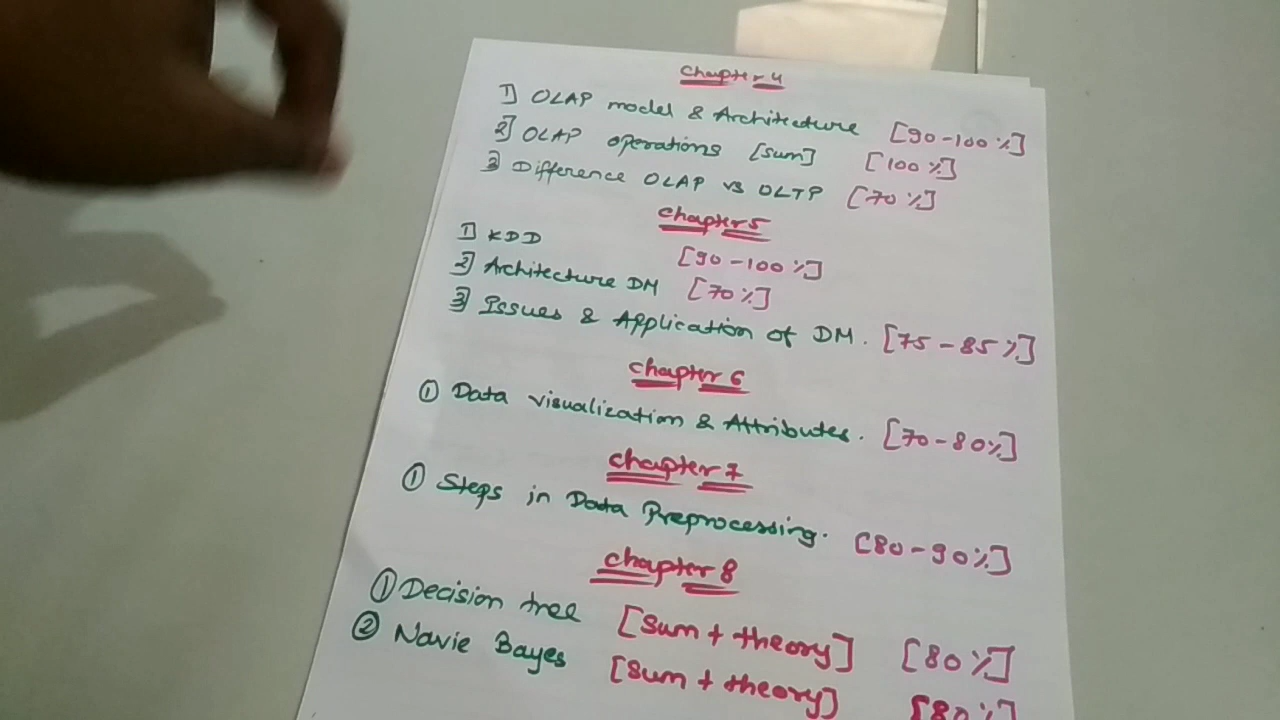 Chapter 4
1] OLAP model & Architecture [90-100%]
2] OLAP operations [sum] [100%]
3] Difference OLAP vs OLTP [70%]
Chapter 5
1] KDD [90-100%]
2] Architecture DM [70%]
3] Issues & Application of DM. [75-85%]
Chapter 6
① Data visualization & Attributes. [70-80%]
Chapter 7
① Steps in Data Preprocessing. [80-90%]
Chapter 8
① Decision tree [Sum + theory] [80%]
② Navie Bayes [Sum + theory] [80%]